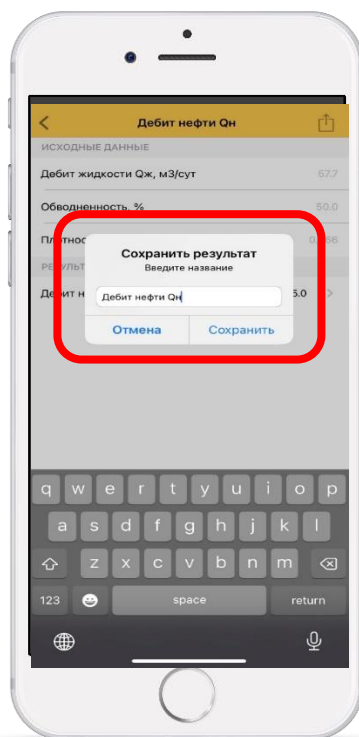 Дебит нефти Qн
ИСХОДНЫЕ ДАННЫЕ
Дебит жидкости Qж, м3/сут 57.7
Обводненность, % 50.0
Сохранить результат
Введите название
Дебит нефти Qн
Отмена Сохранить
q w e r t y u i o p
a s d f g h j k l
z x c v b n m
123 space return